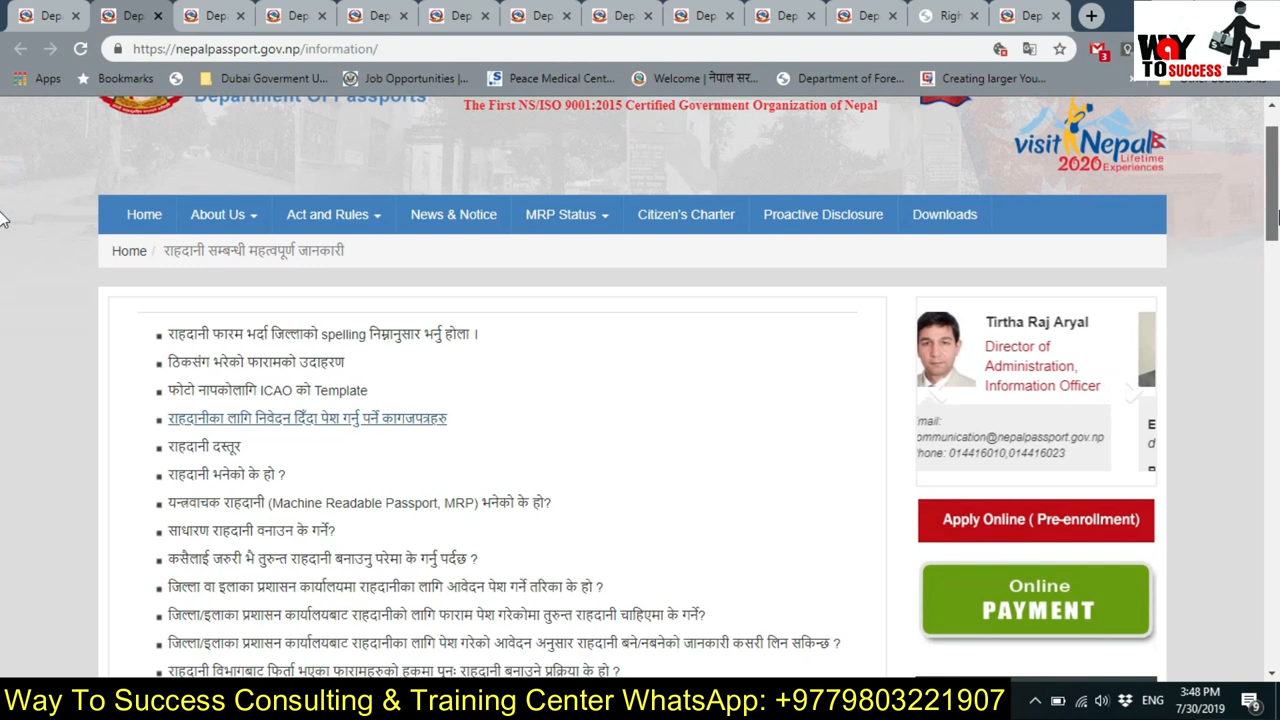 Dep
Dep
Dep
Dep
Dep
Dep
Dep
Dep
Dep
Dep
Dep
Righ
Dep
https://nepalpassport.gov.np/information/
3
WaY
TO SUCCESS
Apps
Bookmarks
Dubai Goverment U...
Job Opportunities |...
Peace Medical Cent...
Welcome | नेपाल सर...
Department of Fore...
Creating larger You...
Department Of Passports
The First NS/ISO 9001:2015 Certified Government Organization of Nepal
visit Nepal
2020 Lifetime Experiences
Home
About Us
Act and Rules
News & Notice
MRP Status
Citizen's Charter
Proactive Disclosure
Downloads
Home / राहदानी सम्बन्धी महत्वपूर्ण जानकारी
राहदानी फारम भर्दा जिल्लाको spelling निम्नानुसार भर्नु होला ।
ठिकसंग भरेको फारामको उदाहरण
फोटो नापकोलागि ICAO को Template
राहदानीका लागि निवेदन दिँदा पेश गर्नु पर्ने कागजपत्रहरु
राहदानी दस्तूर
राहदानी भनेको के हो ?
यन्त्रवाचक राहदानी (Machine Readable Passport, MRP) भनेको के हो?
साधारण राहदानी वनाउन के गर्ने?
कसैलाई जरुरी भै तुरुन्त राहदानी बनाउनु परेमा के गर्नु पर्दछ ?
जिल्ला वा इलाका प्रशासन कार्यालयमा राहदानीका लागि आवेदन पेश गर्ने तरिका के हो ?
जिल्ला/इलाका प्रशासन कार्यालयबाट राहदानीको लागि फाराम पेश गरेकोमा तुरुन्त राहदानी चाहिएमा के गर्ने?
जिल्ला/इलाका प्रशासन कार्यालयबाट राहदानीका लागि पेश गरेको आवेदन अनुसार राहदानी बने/नबनेको जानकारी कसरी लिन सकिन्छ ?
राहदानी विभागबाट फिर्ता भएका फारामहरुको हकमा पुनः राहदानी बनाउने प्रक्रिया के हो ?
Tirtha Raj Aryal
Director of
Administration,
Information Officer
mail:
ommunication@nepalpassport.gov.np
hone: 014416010,014416023
Apply Online ( Pre-enrollment)
Online
PAYMENT
Way To Success Consulting & Training Center WhatsApp: +9779803221907
ENG
3:48 PM
7/30/2019
9